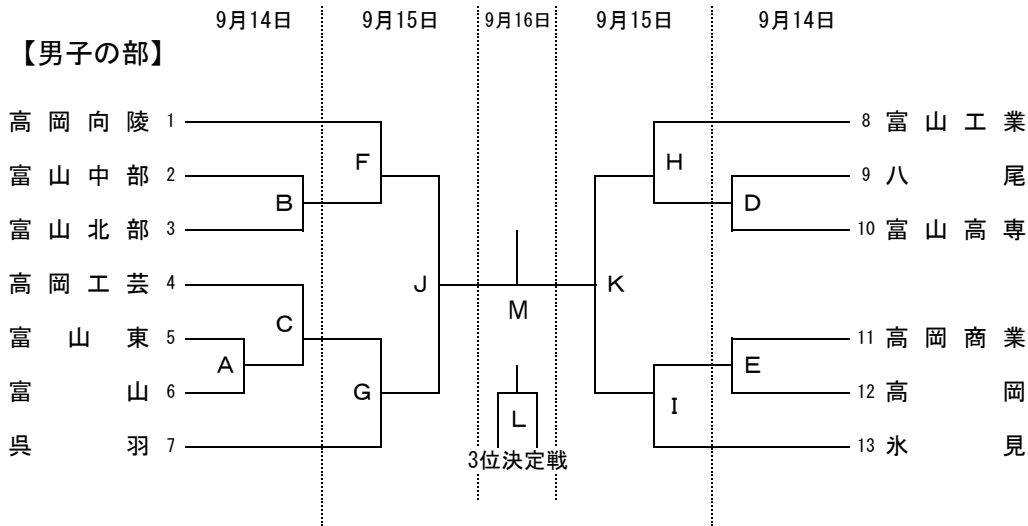 9月14日 9月15日 9月16日 9月15日 9月14日
【男子の部】
高岡向陵 1 8 富山工業
F H
富山中部 2 9 八尾
B D
富山北部 3 10 富山高専
高岡工芸 4
J K
M
C
富山東 5 11 高岡商業
A E
富山 6 12 高岡
G I
L
呉羽 7 13 氷見
3位決定戦